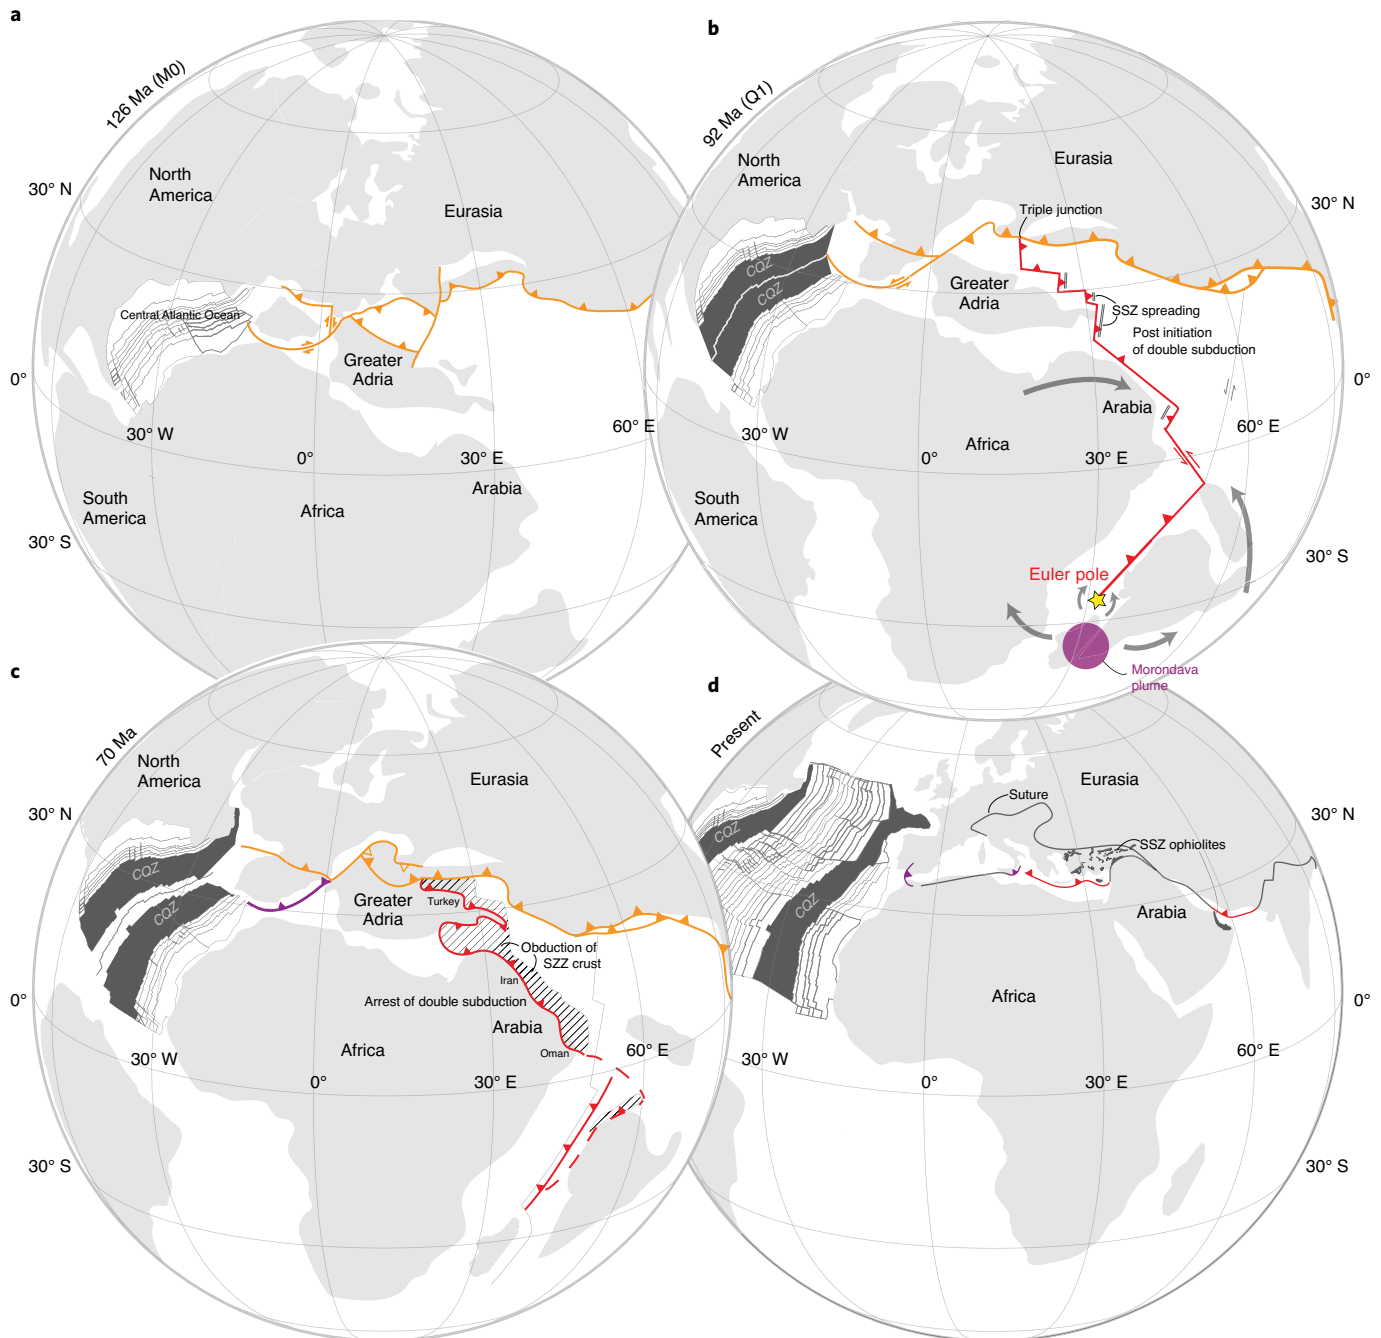 a
126 Ma (M0)
North
America
30° N
Eurasia
Central Atlantic Ocean
Greater
Adria
0°
30° W
60° E
0°
30° E
Arabia
South
America
Africa
30° S
b
92 Ma (Q1)
North
America
Eurasia
30° N
Triple junction
CQZ
CQZ
Greater
Adria
SSZ spreading
Post initiation
of double subduction
0°
Arabia
30° W
Africa
60° E
0°
30° E
South
America
30° S
Euler pole
Morondava
plume
c
70 Ma
North
America
Eurasia
30° N
CQZ
CQZ
Greater
Adria
Turkey
Obduction of
SZZ crust
Iran
Arrest of double subduction
0°
Arabia
Oman
30° W
Africa
60° E
0°
30° E
30° S
d
Present
Eurasia
Suture
30° N
CQZ
SSZ ophiolites
CQZ
Arabia
Africa
0°
30° W
60° E
0°
30° E
30° S